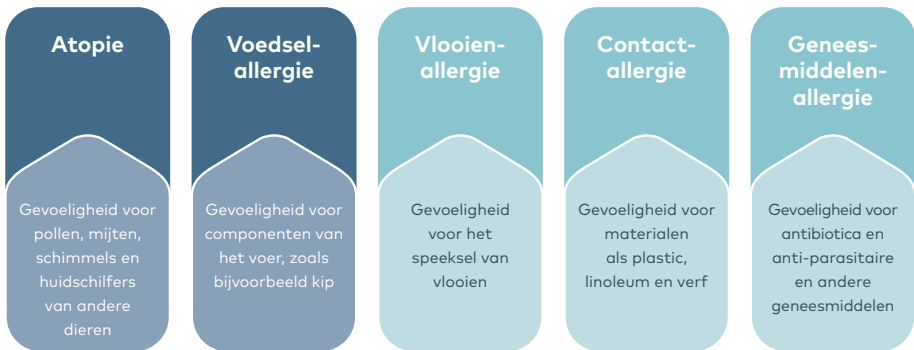 Atopie
Gevoeligheid voor
pollen, mijten,
schimmels en
huidschilfers
van andere
dieren
Voedsel-
allergie
Gevoeligheid voor
componenten van
het voer, zoals
bijvoorbeeld kip
Vlooien-
allergie
Gevoeligheid
voor het
speeksel van
vlooien
Contact-
allergie
Gevoeligheid voor
materialen
als plastic,
linoleum en verf
Genees-
middelen-
allergie
Gevoeligheid voor
antibiotica en
anti-parasitaire
en andere
geneesmiddelen